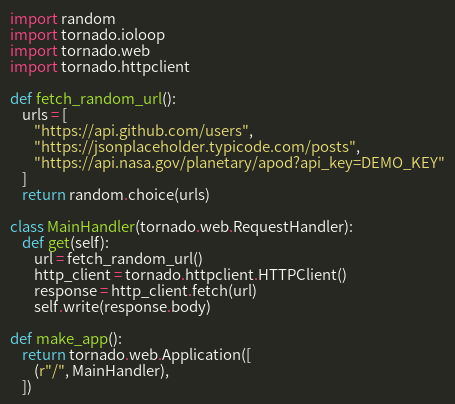 import random
import tornado.ioloop
import tornado.web
import tornado.httpclient

def fetch_random_url():
    urls = [
        "https://api.github.com/users",
        "https://jsonplaceholder.typicode.com/posts",
        "https://api.nasa.gov/planetary/apod?api_key=DEMO_KEY"
    ]
    return random.choice(urls)

class MainHandler(tornado.web.RequestHandler):
    def get(self):
        url = fetch_random_url()
        http_client = tornado.httpclient.HTTPClient()
        response = http_client.fetch(url)
        self.write(response.body)

def make_app():
    return tornado.web.Application([
        (r"/", MainHandler),
    ])